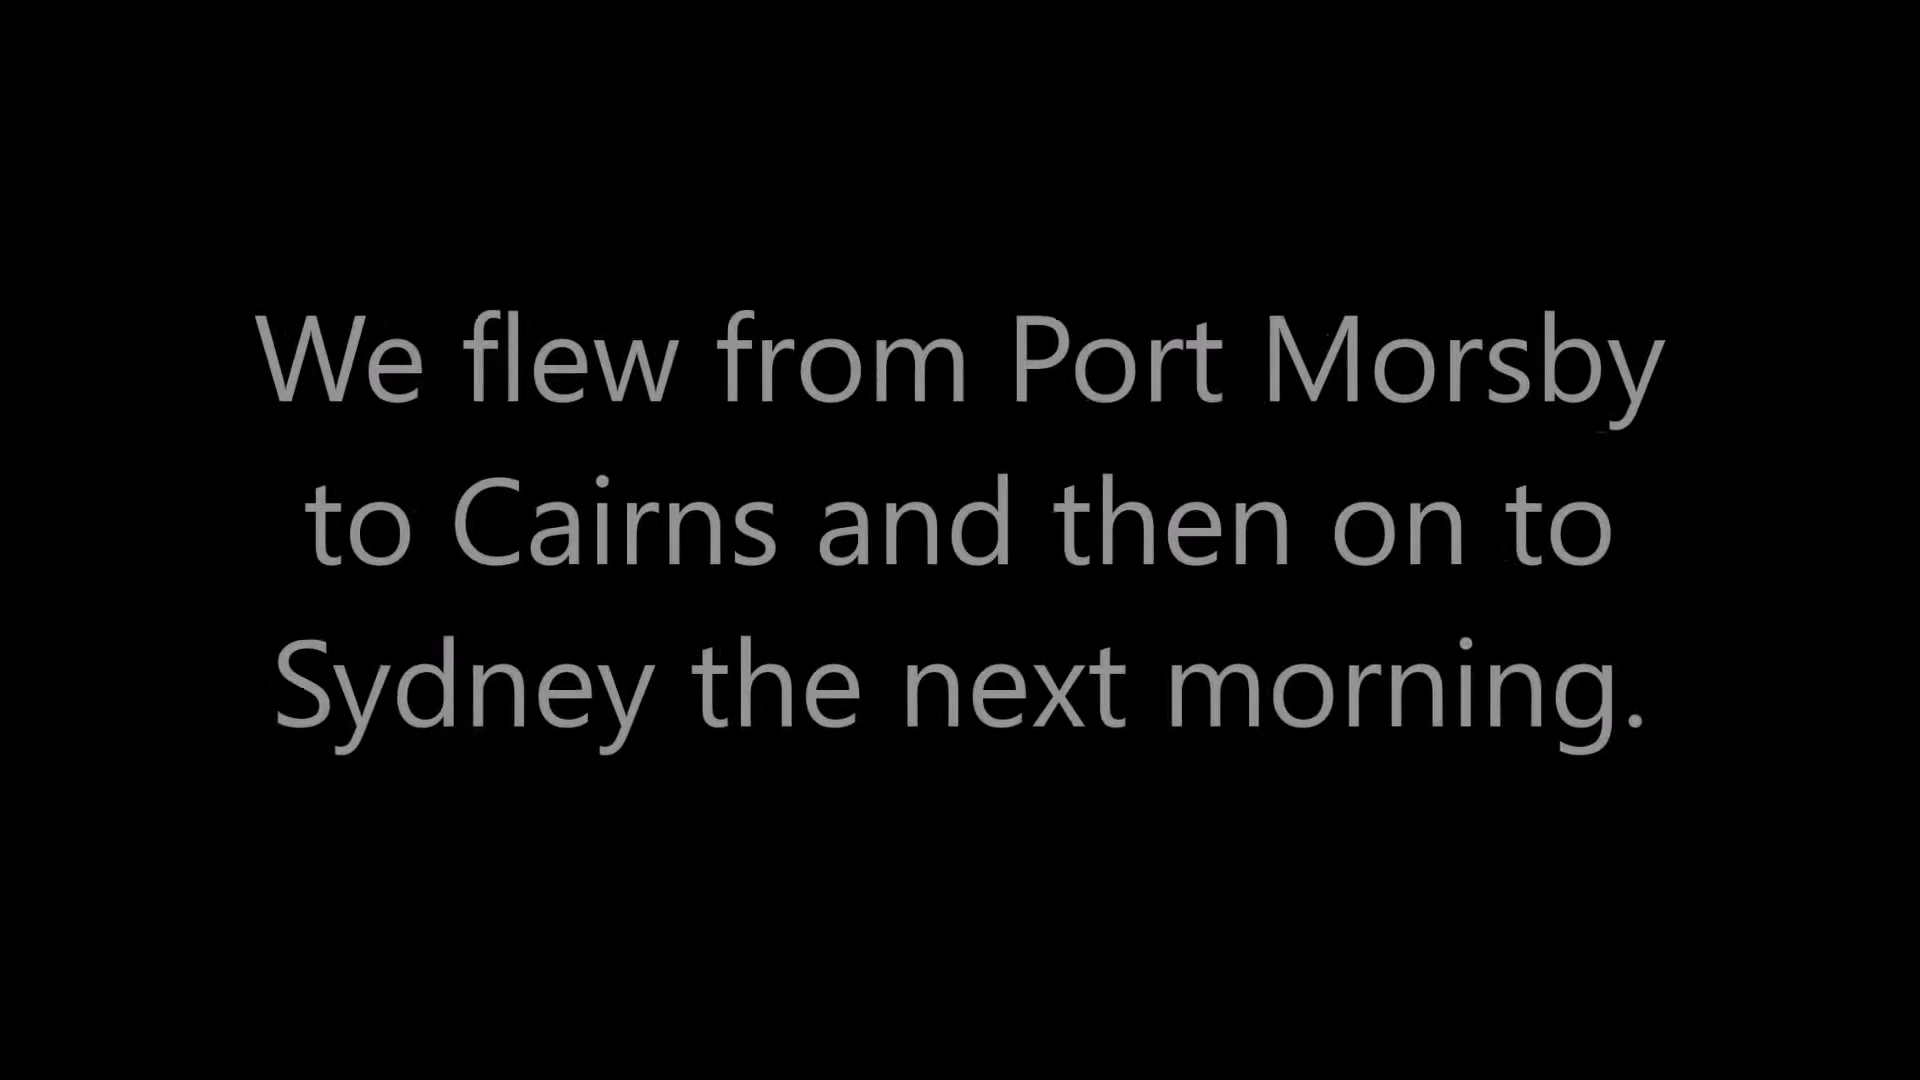 We flew from Port Morsby
to Cairns and then on to
Sydney the next morning.